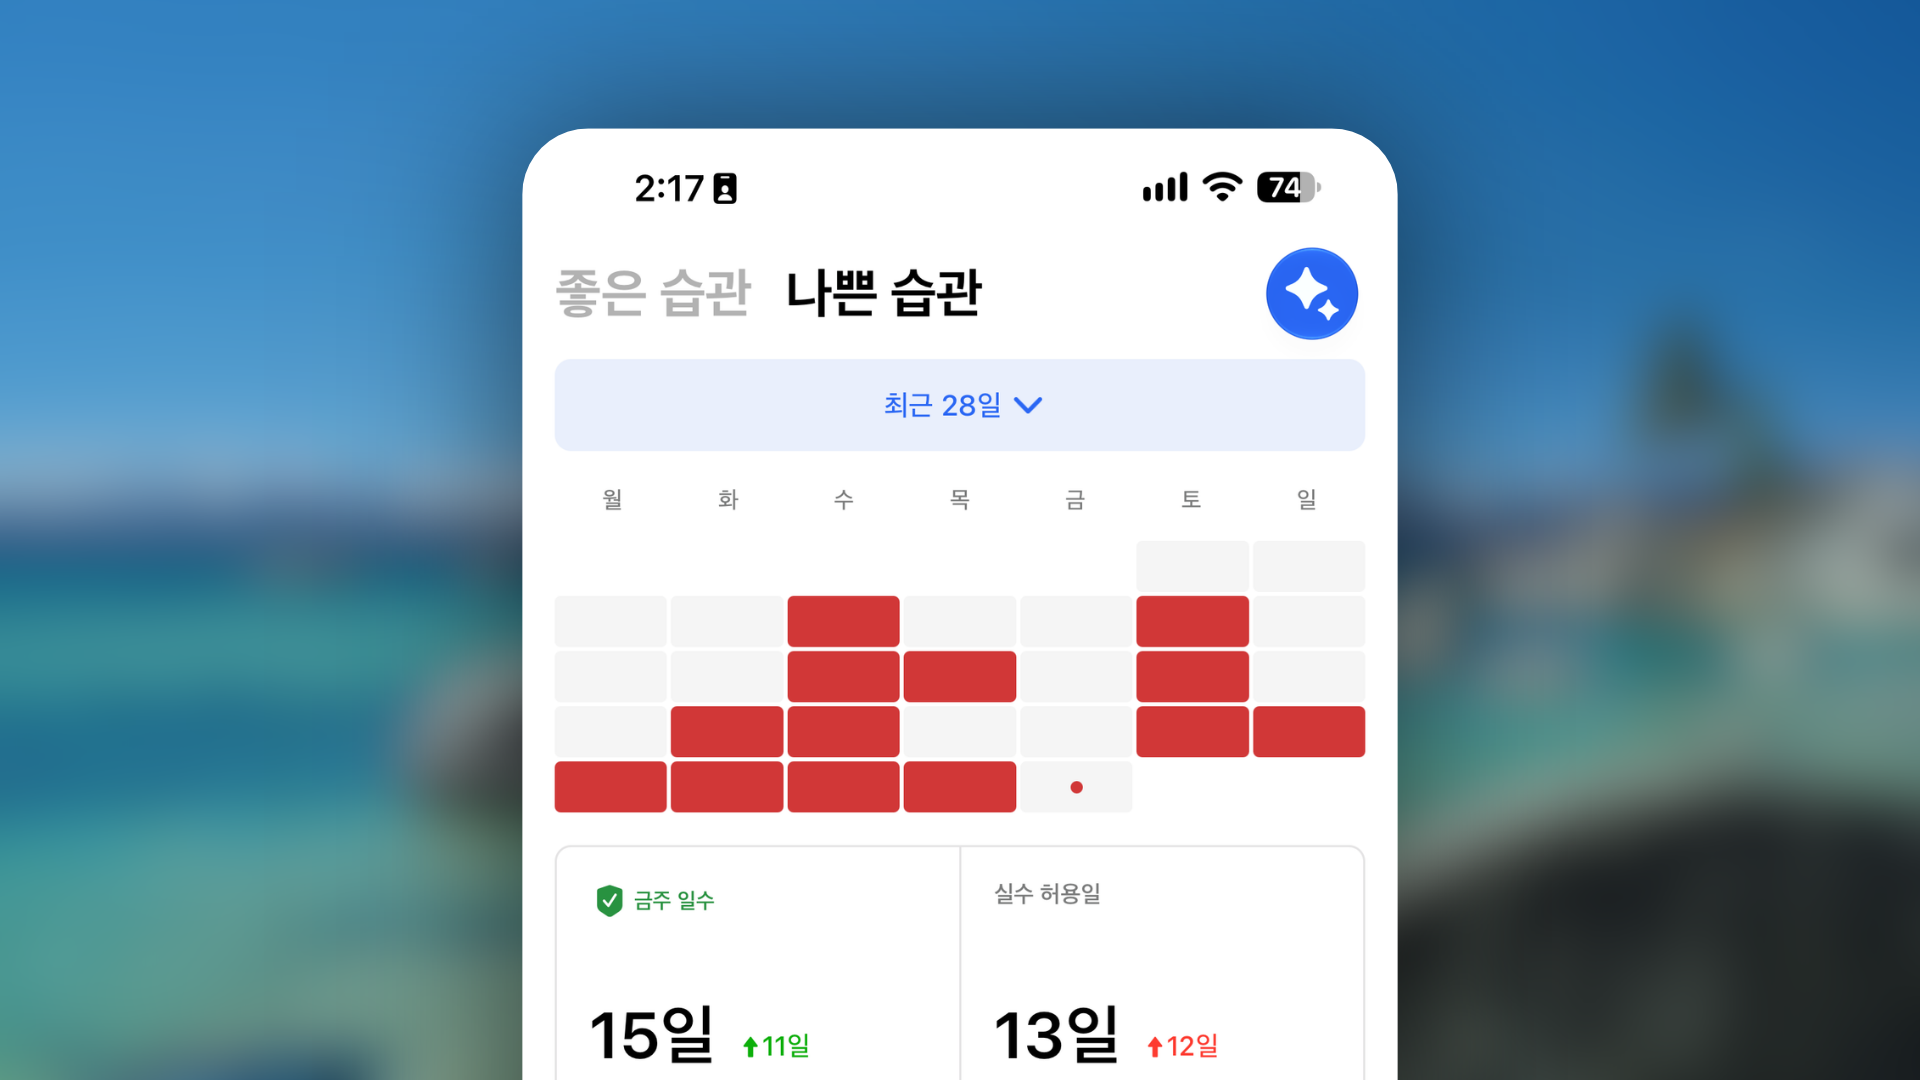 2:17
74
좋은 습관 나쁜 습관
최근 28일
월 화 수 목 금 토 일
금주 일수
실수 허용일
15일 11일
13일 12일